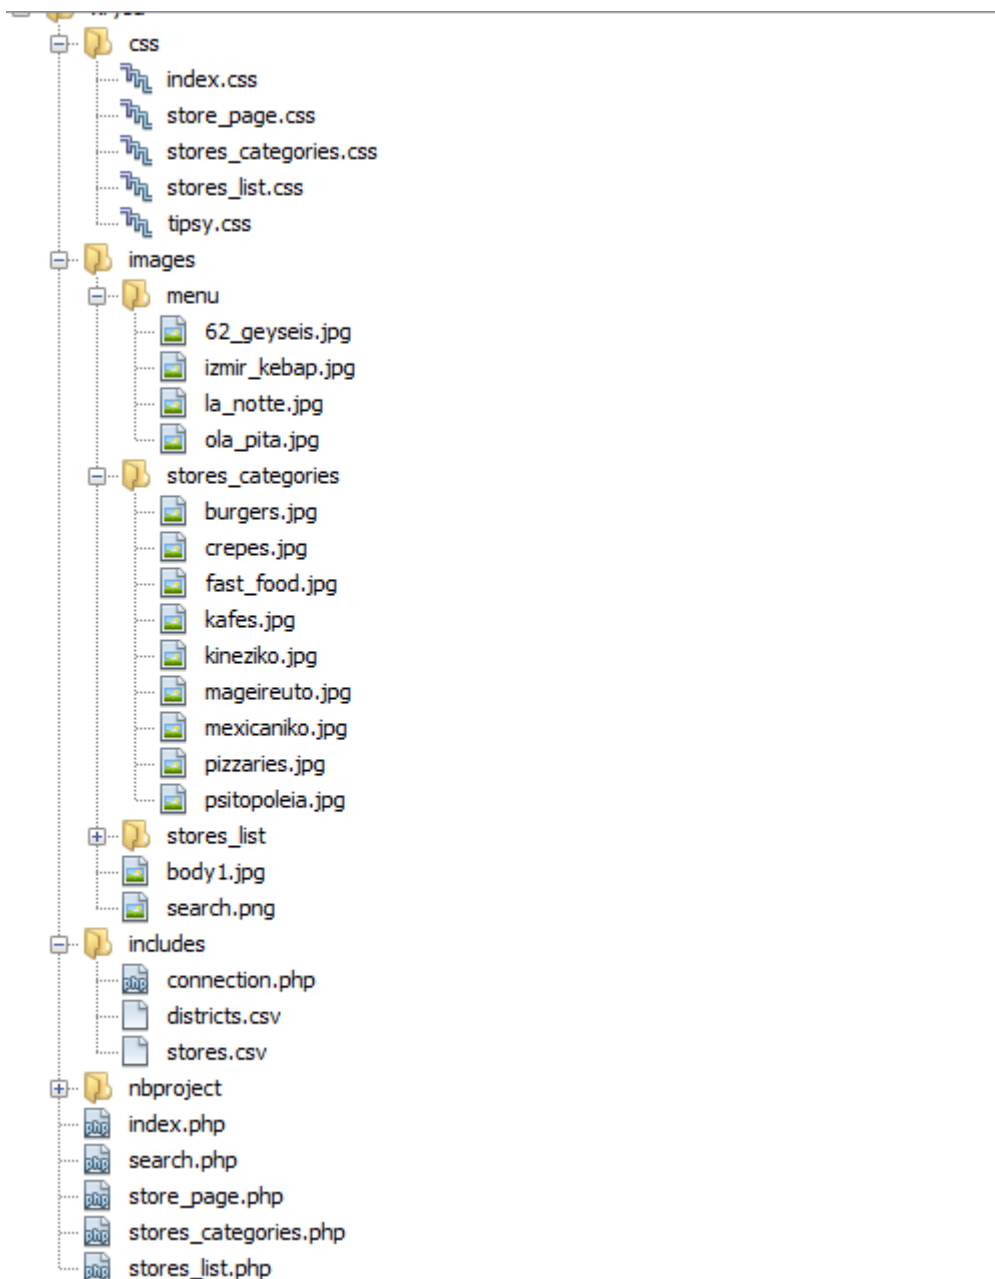 css
index.css
store_page.css
stores_categories.css
stores_list.css
tipsy.css
images
menu
62_geyseis.jpg
izmir_kebap.jpg
la_notte.jpg
ola_pita.jpg
stores_categories
burgers.jpg
crepes.jpg
fast_food.jpg
kafes.jpg
kineziko.jpg
mageireuto.jpg
mexicaniko.jpg
pizzaries.jpg
psitopoleia.jpg
stores_list
body1.jpg
search.png
includes
connection.php
districts.csv
stores.csv
nbproject
index.php
search.php
store_page.php
stores_categories.php
stores_list.php